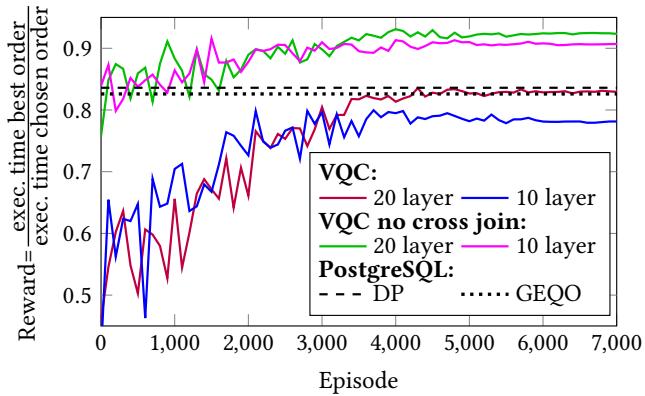 Reward= exec. time best order
exec. time chosen order
0.9
0.8
0.7
0.6
0.5
VQC:
20 layer 10 layer
VQC no cross join:
20 layer 10 layer
PostgreSQL:
DP GEQO
0 1,000 2,000 3,000 4,000 5,000 6,000 7,000
Episode